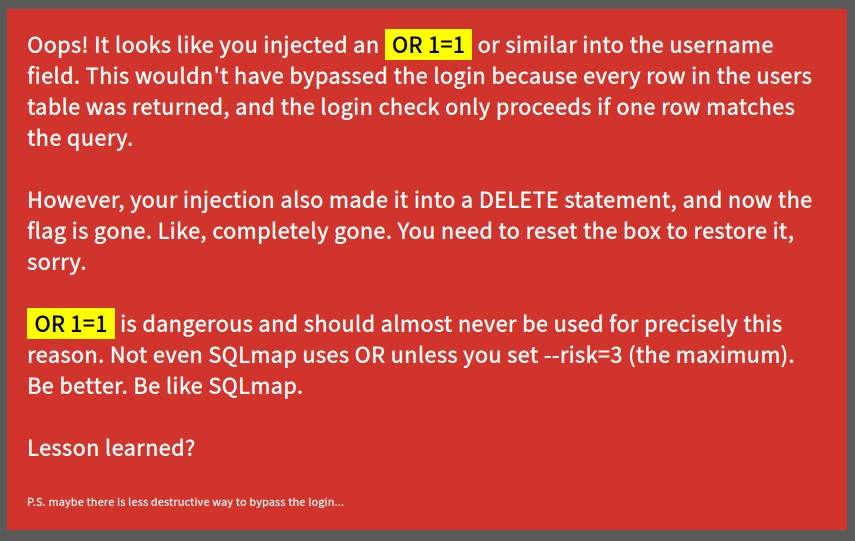 Oops! It looks like you injected an OR 1=1 or similar into the username
field. This wouldn't have bypassed the login because every row in the users
table was returned, and the login check only proceeds if one row matches
the query.
However, your injection also made it into a DELETE statement, and now the
flag is gone. Like, completely gone. You need to reset the box to restore it,
sorry.
OR 1=1 is dangerous and should almost never be used for precisely this
reason. Not even SQLmap uses OR unless you set --risk=3 (the maximum).
Be better. Be like SQLmap.
Lesson learned?
P.S. maybe there is less destructive way to bypass the login...